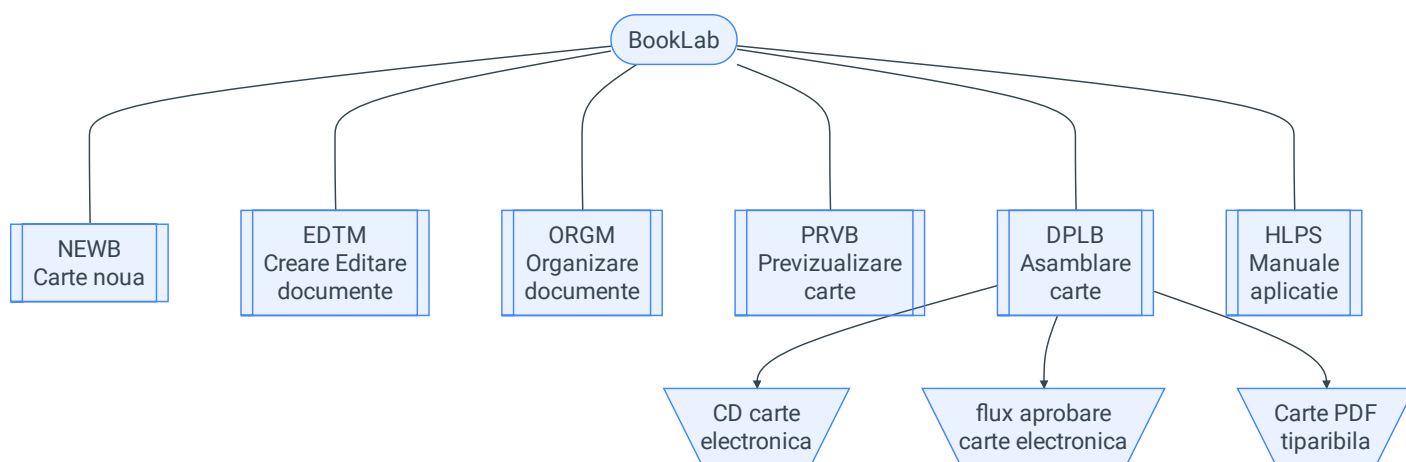 BookLab
NEWB
Carte noua
EDTM
Creare Editare
documente
ORGM
Organizare
documente
PRVB
Previzualizare
carte
DPLB
Asamblare
carte
HLPS
Manuale
aplicatie
CD carte
electronica
flux aprobare
carte electronica
Carte PDF
tiparibila